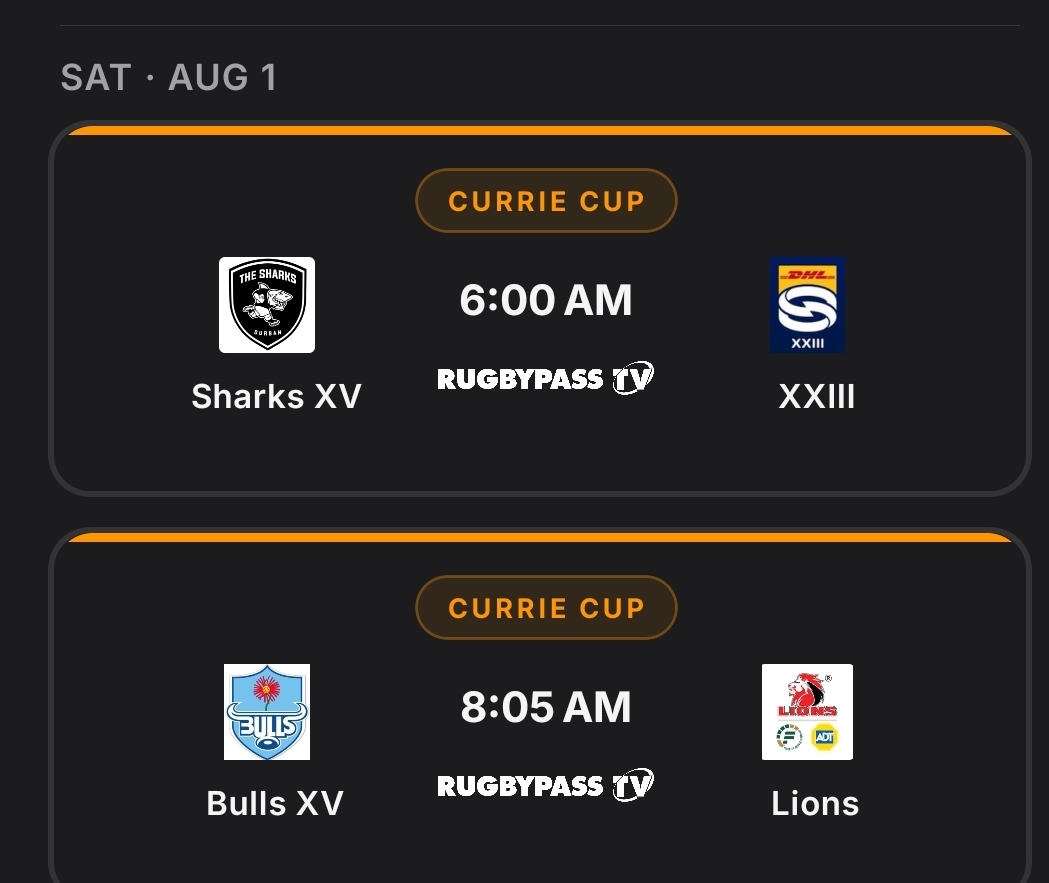 SAT · AUG 1
CURRIE CUP
THE SHARKS
DURBAN
6:00 AM
DHL
XXIII
RUGBYPASS TV
Sharks XV
XXIII
CURRIE CUP
BULLS
8:05 AM
LIONS
®
ADT
RUGBYPASS TV
Bulls XV
Lions